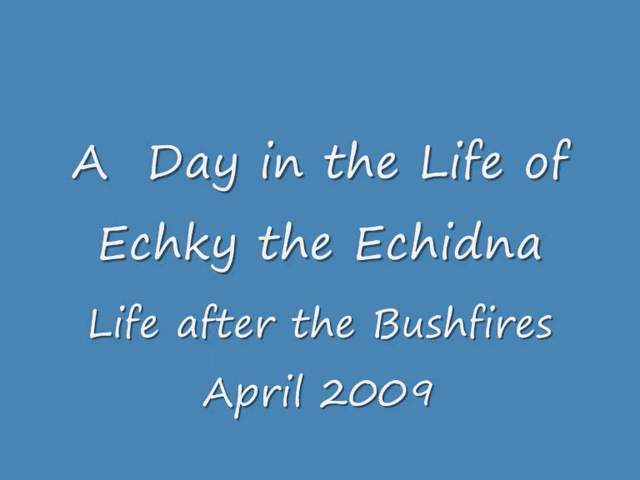 A Day in the Life of
Echky the Echidna
Life after the Bushfires
April 2009